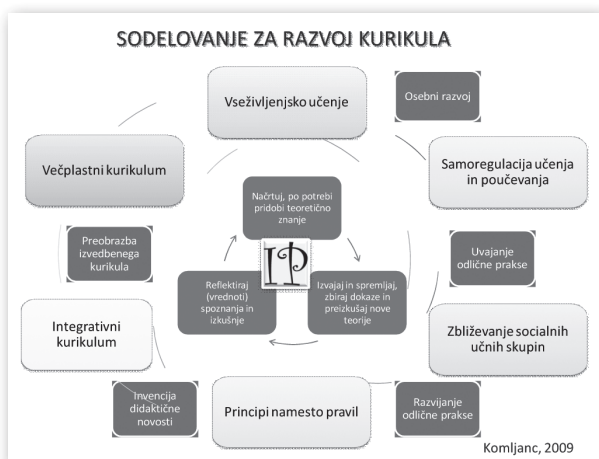 SODELOVANJE ZA RAZVOJ KURIKULA
Vseživljenjsko učenje
Osebni razvoj
Večplastni kurikulum
Samoregulacija učenja
in poučevanja
Načrtuj, po potrebi
pridobi teoretično
znanje
Preobrazba
izvedbenega
kurikula
IP
Uvajanje
odlične prakse
Reflektiraj
(vrednoti)
spoznanja in
izkušnje
Izvajaj in spremljaj,
zbiraj dokaze in
preizkušaj nove
teorije
Integrativni
kurikulum
Zbliževanje socialnih
učnih skupin
Invencija
didaktične
novosti
Principi namesto pravil
Razvijanje
odlične prakse
Komljanc, 2009